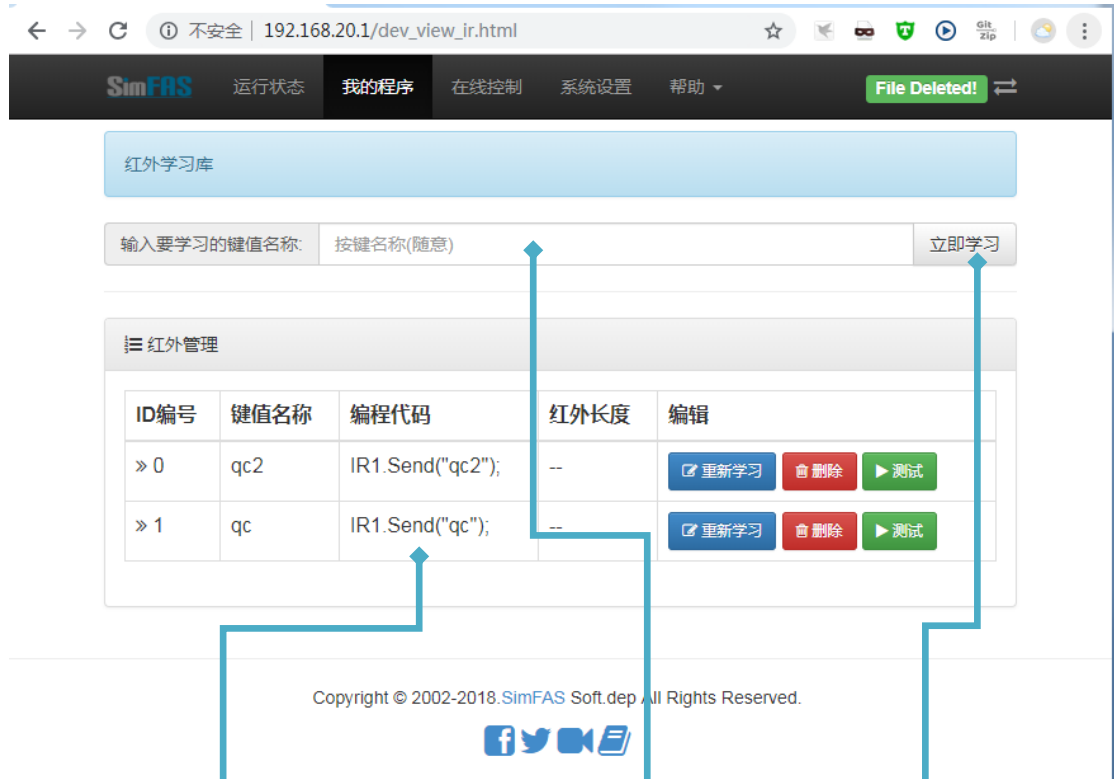 不安全 192.168.20.1/dev_view_ir.html Git Zip
SimFAS 运行状态 我的程序 在线控制 系统设置 帮助 File Deleted!
红外学习库
输入要学习的键值名称: 按键名称(随意) 立即学习
红外管理
ID编号 键值名称 编程代码 红外长度 编辑
» 0 qc2 IR1.Send("qc2"); -- 重新学习 删除 测试
» 1 qc IR1.Send("qc"); -- 重新学习 删除 测试
Copyright © 2002-2018.SimFAS Soft.dep All Rights Reserved.